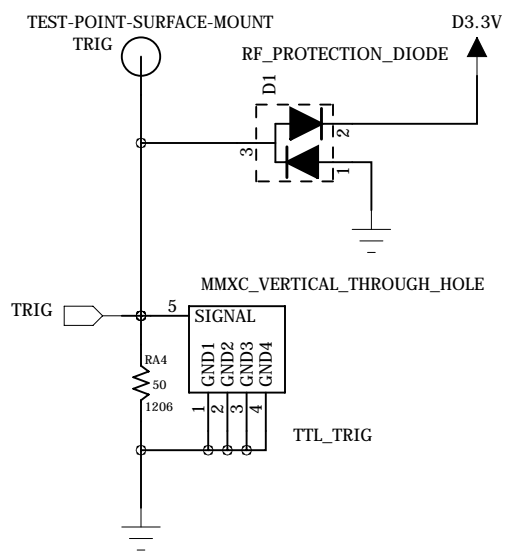 TEST-POINT-SURFACE-MOUNT
TRIG
D3.3V
RF_PROTECTION_DIODE
D1
3
2
1
MMXC_VERTICAL_THROUGH_HOLE
TRIG
5
SIGNAL
GND1
GND2
GND3
GND4
RA4
50
1206
1
2
3
4
TTL_TRIG